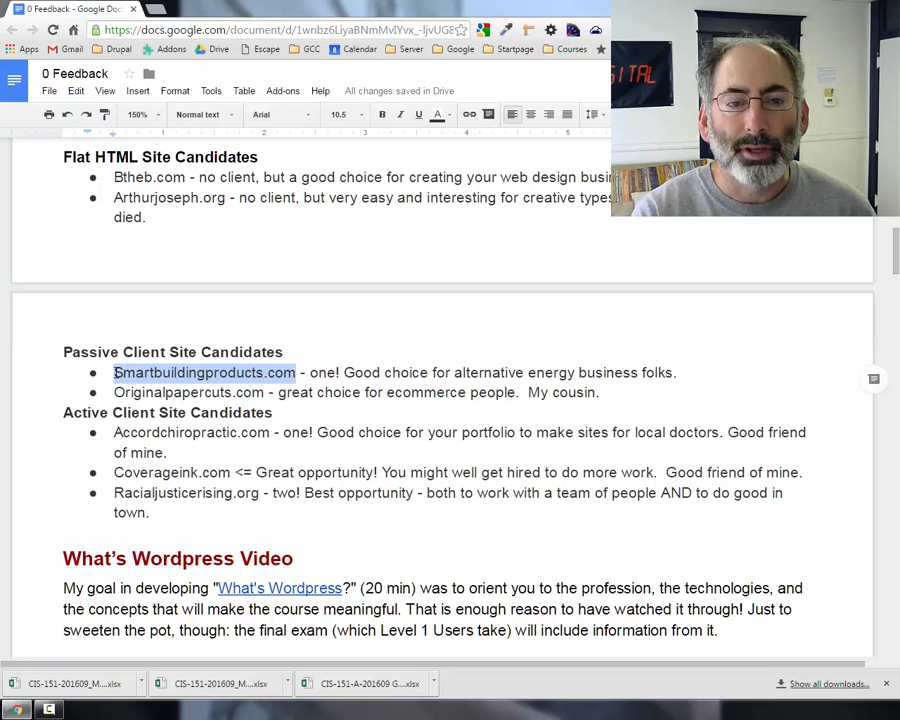 0 Feedback - Google Doc
https://docs.google.com/document/d/1wnbz6LiyaBNmMvIYvx_-ljvUG
Apps Gmail Drupal Addons Drive Escape GCC Calendar Server Google Startpage Courses
0 Feedback
File Edit View Insert Format Tools Table Add-ons Help All changes saved in Drive
150% Normal text Arial 10.5 B I U A
1 2 3 4 5
GITAL
Flat HTML Site Candidates
Btheb.com - no client, but a good choice for creating your web design
Arthurjoseph.org - no client, but very easy and interesting for creative types.
died.
Passive Client Site Candidates
Smartbuildingproducts.com - one! Good choice for alternative energy business folks.
Originalpapercuts.com - great choice for ecommerce people. My cousin.
Active Client Site Candidates
Accordchiropractic.com - one! Good choice for your portfolio to make sites for local doctors. Good friend
of mine.
Coverageink.com <= Great opportunity! You might well get hired to do more work. Good friend of mine.
Racialjusticerising.org - two! Best opportunity - both to work with a team of people AND to do good in
town.
What's Wordpress Video
My goal in developing "What's Wordpress?" (20 min) was to orient you to the profession, the technologies, and
the concepts that will make the course meaningful. That is enough reason to have watched it through! Just to
sweeten the pot, though: the final exam (which Level 1 Users take) will include information from it.
CIS-151-201609_M....xlsx CIS-151-201609_M....xlsx CIS-151-A-201609 G....xlsx Show all downloads...